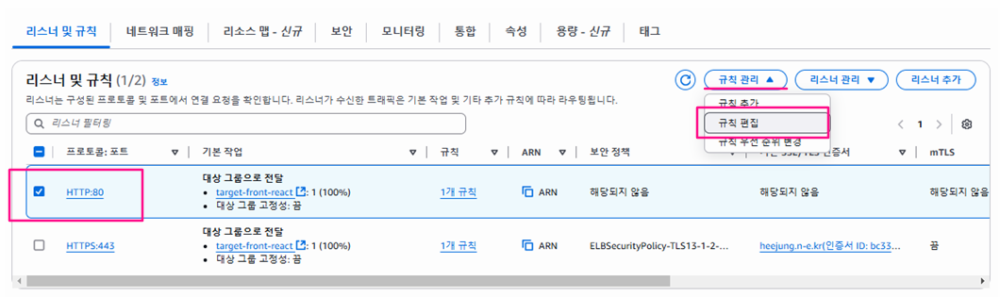 리스너 및 규칙 네트워크 매핑 리소스 맵 - 신규 보안 모니터링 통합 속성 용량 - 신규 태그
리스너 및 규칙 (1/2) 정보
규칙 관리 리스너 관리 리스너 추가
리스너는 구성된 프로토콜 및 포트에서 연결 요청을 확인합니다. 리스너가 수신한 트래픽은 기본 작업 및 기타 추가 규칙에 따라 라우팅됩니다.
규칙 추가
규칙 편집
규칙 우선 순위 변경
리스너 필터링
1
프로토콜: 포트 기본 작업 규칙 ARN 보안 정책 인증서 mTLS
HTTP:80
대상 그룹으로 전달
target-front-react: 1 (100%)
대상 그룹 고정성: 끔
1개 규칙 ARN 해당되지 않음 해당되지 않음 해당되지 않음
HTTPS:443
대상 그룹으로 전달
target-front-react: 1 (100%)
대상 그룹 고정성: 끔
1개 규칙 ARN ELBSecurityPolicy-TLS13-1-2-... heejung.n-e.kr(인증서 ID: bc33... 끔